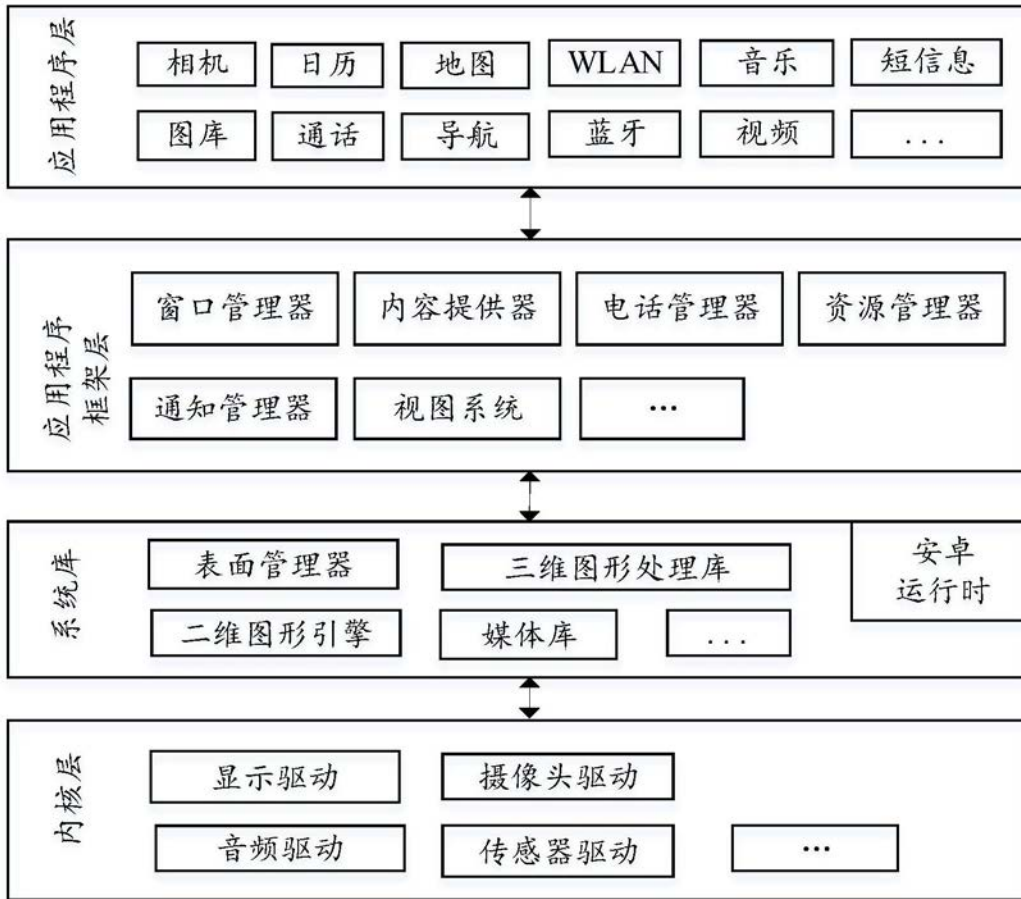 应用程序层
相机 日历 地图 WLAN 音乐 短信息
图库 通话 导航 蓝牙 视频 ...
应用程序
框架层
窗口管理器 内容提供器 电话管理器 资源管理器
通知管理器 视图系统 ...
系统库
表面管理器 三维图形处理库
二维图形引擎 媒体库 ...
安卓
运行时
内核层
显示驱动 摄像头驱动
音频驱动 传感器驱动 ...